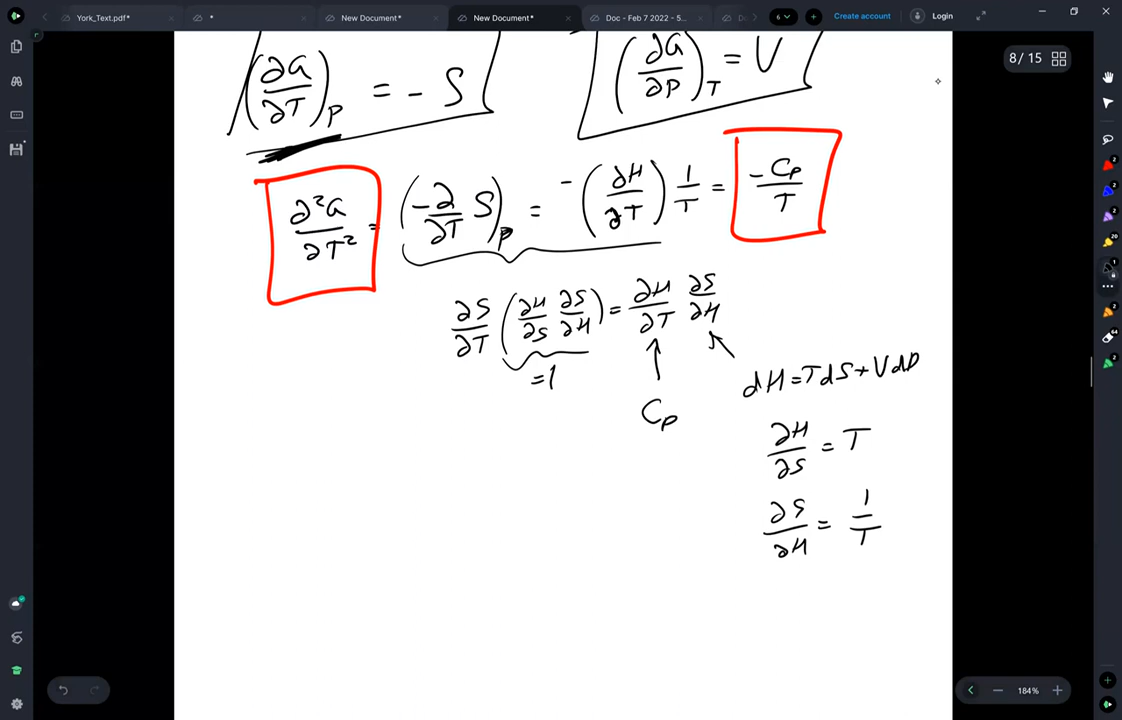 York_Text.pdf*
*
New Document*
New Document*
Doc - Feb 7 2022 - 5...
6
Create account
Login
8 / 15
(∂G/∂T)_P = - S
(∂G/∂P)_T = V
∂²G/∂T² = (-∂/∂T S)_P = -(∂H/∂T) 1/T = -C_P/T
∂S/∂T (∂H/∂S ∂S/∂H) = ∂H/∂T ∂S/∂H
=1
C_P
dH=TdS+VdP
∂H/∂S = T
∂S/∂H = 1/T
184%